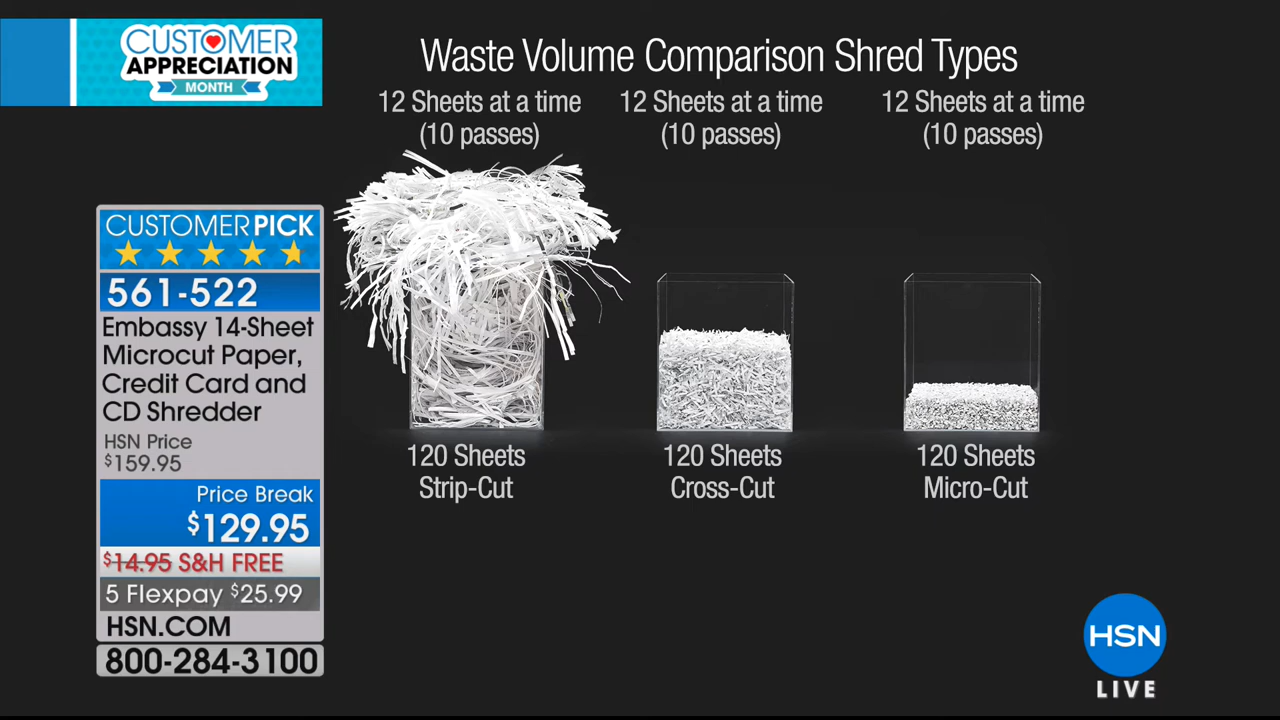 CUSTOMER
APPRECIATION
MONTH
Waste Volume Comparison Shred Types
12 Sheets at a time
(10 passes)
12 Sheets at a time
(10 passes)
12 Sheets at a time
(10 passes)
120 Sheets
Strip-Cut
120 Sheets
Cross-Cut
120 Sheets
Micro-Cut
CUSTOMER PICK
561-522
Embassy 14-Sheet
Microcut Paper,
Credit Card and
CD Shredder
HSN Price
$159.95
Price Break
$129.95
$14.95 S&H FREE
5 Flexpay $25.99
HSN.COM
800-284-3100
HSN
LIVE